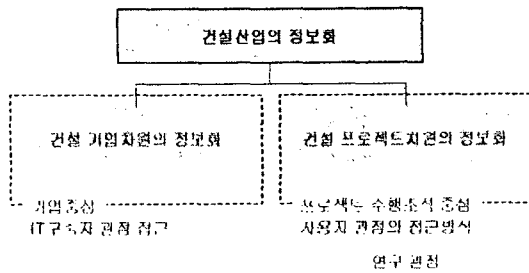 건설산업의 정보화
건설 기업차원의 정보화
건설 프로젝트차원의 정보화
기업중심
IT구축자 관점 접근
프로젝트 수행조직 중심
사용자 관점의 접근방식
연구 관점